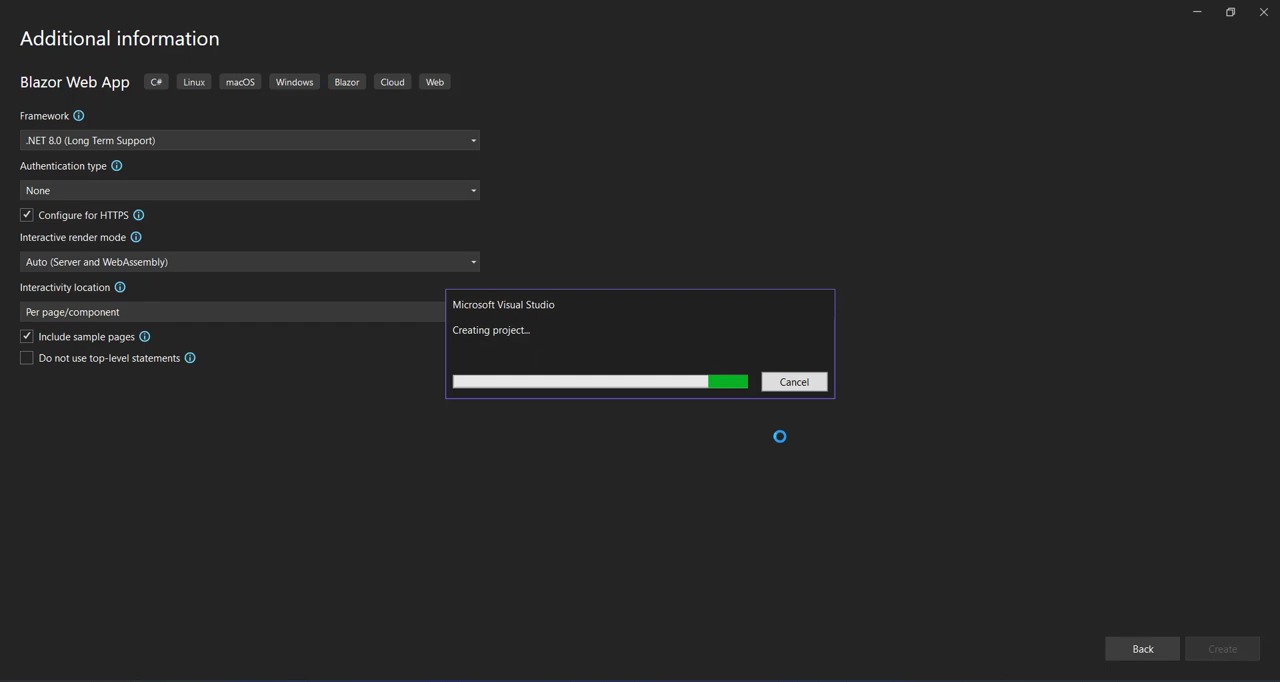 Additional information
Blazor Web App C# Linux macOS Windows Blazor Cloud Web
Framework
.NET 8.0 (Long Term Support)
Authentication type
None
Configure for HTTPS
Interactive render mode
Auto (Server and WebAssembly)
Interactivity location
Per page/component
Include sample pages
Do not use top-level statements
Microsoft Visual Studio
Creating project...
Cancel
Back Create